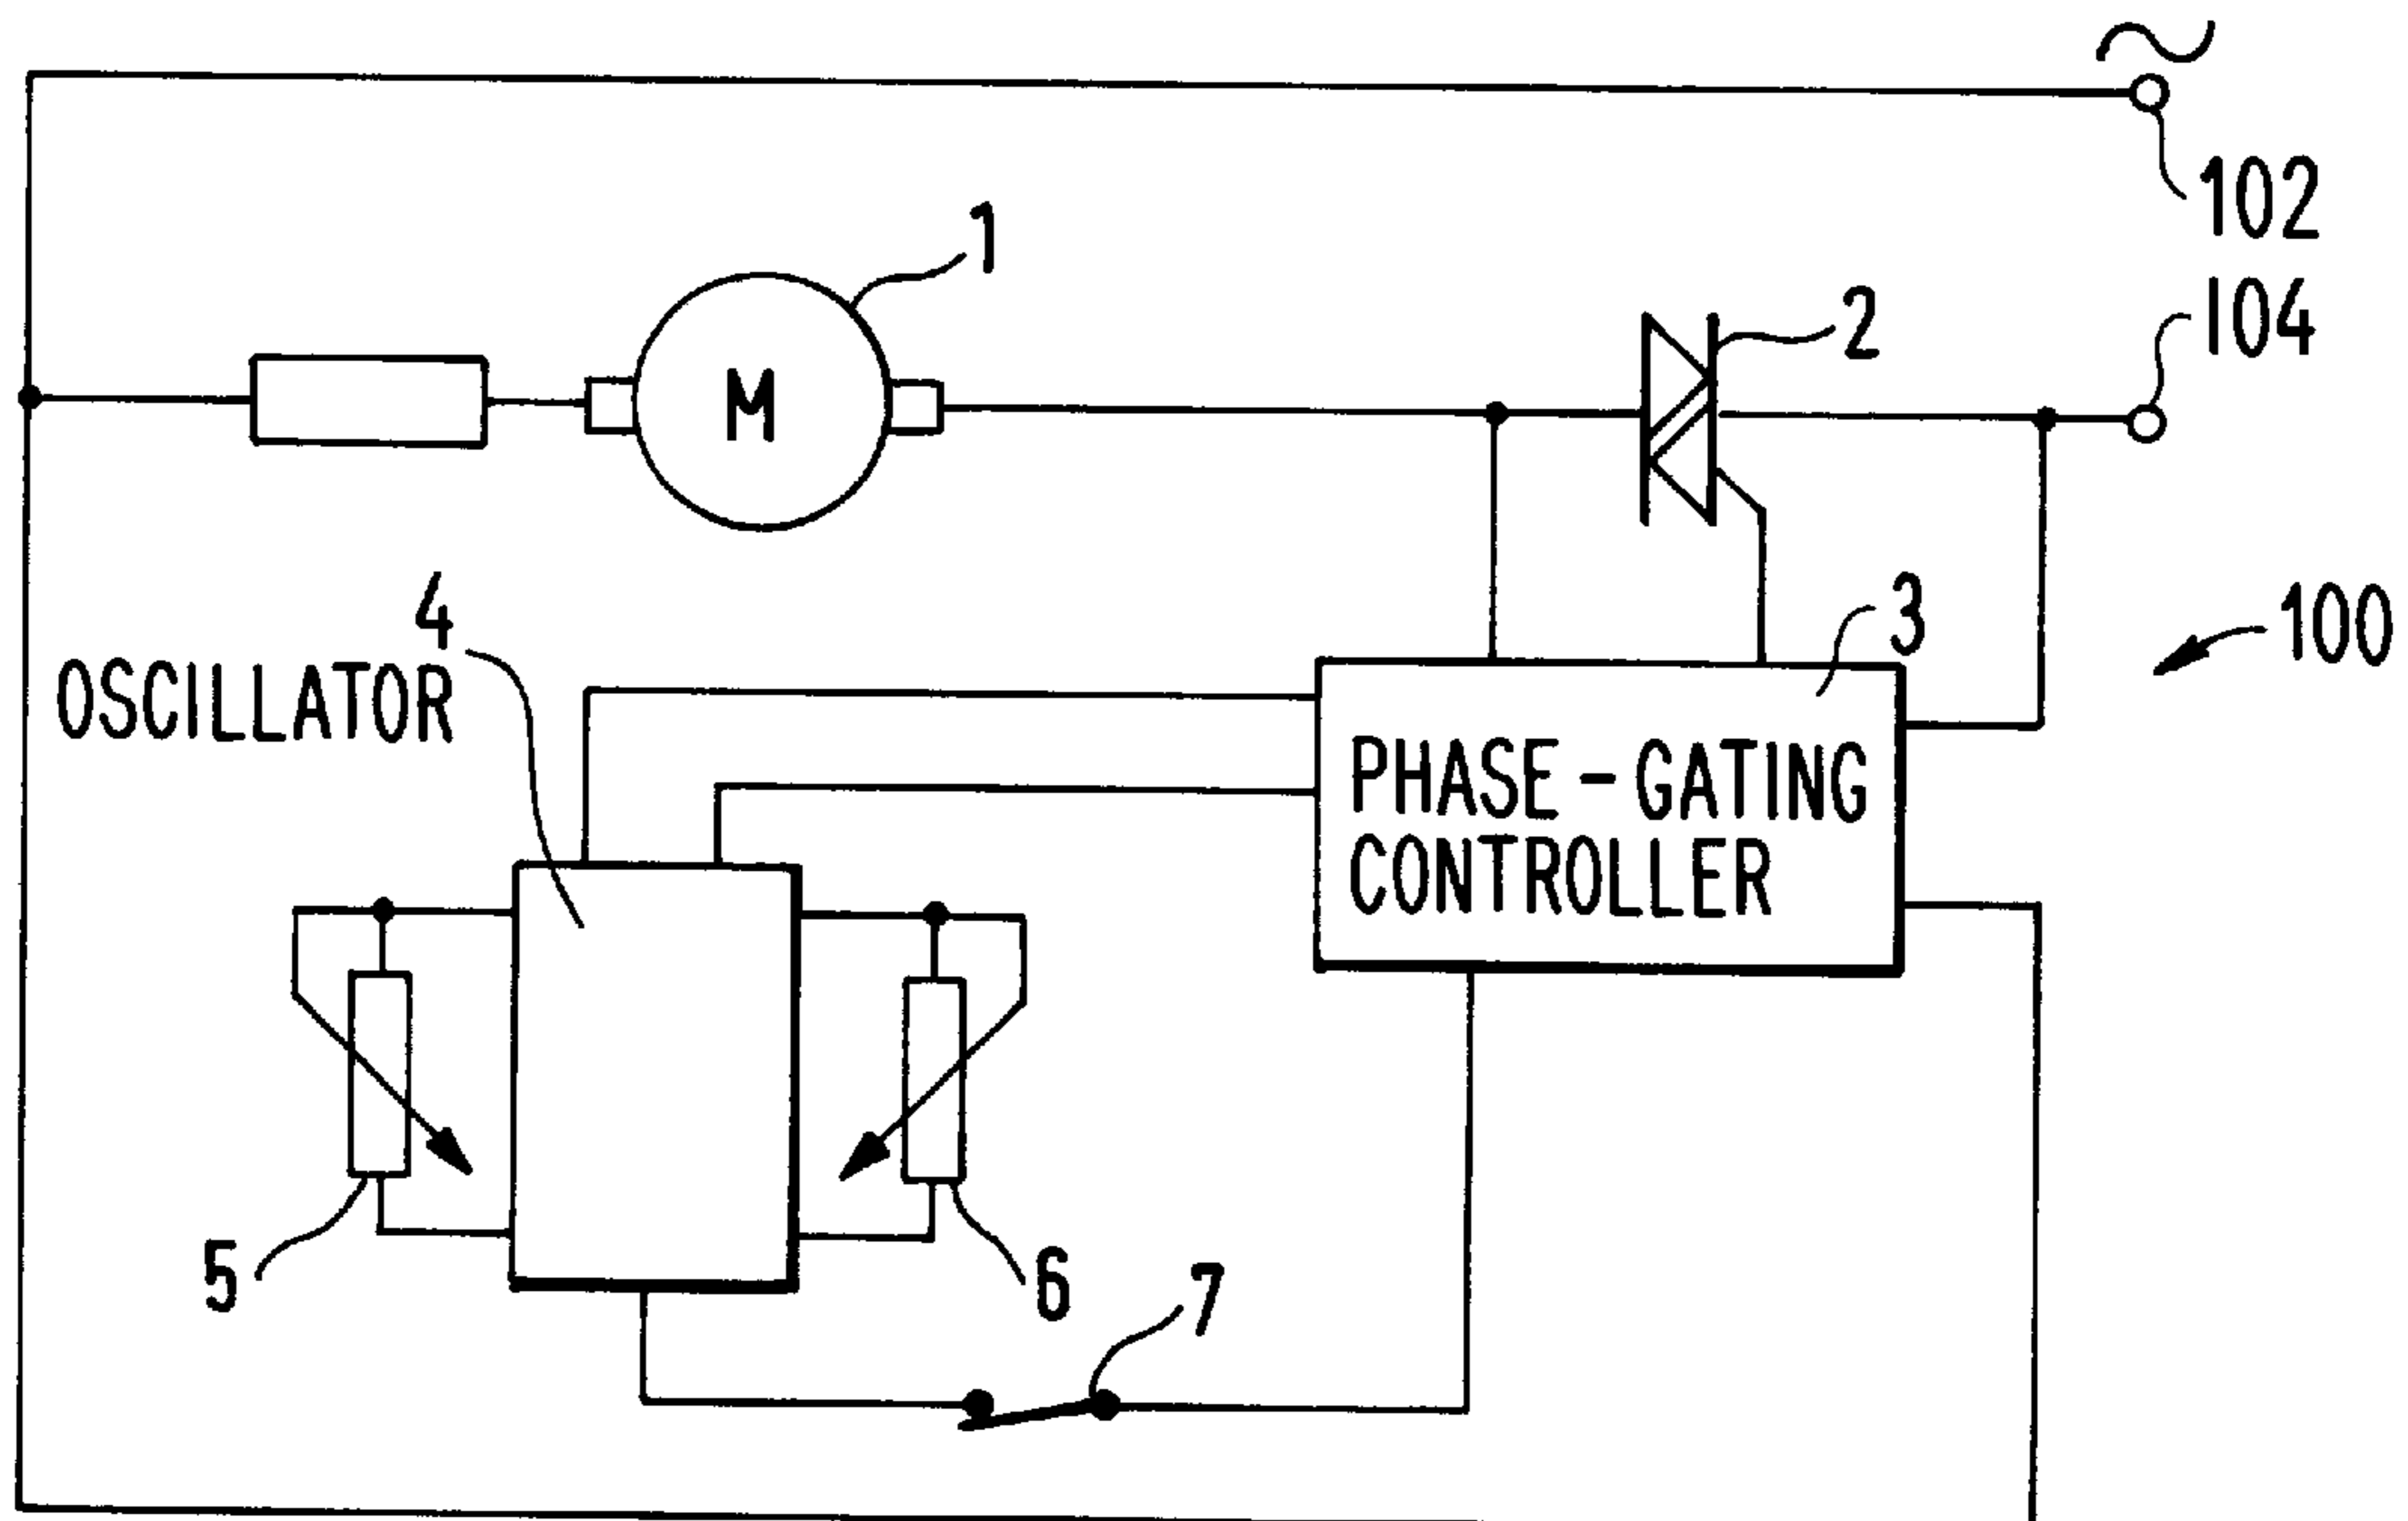 102
1
104
2
M
4
3
100
OSCILLATOR
PHASE-GATING
CONTROLLER
5
6
7